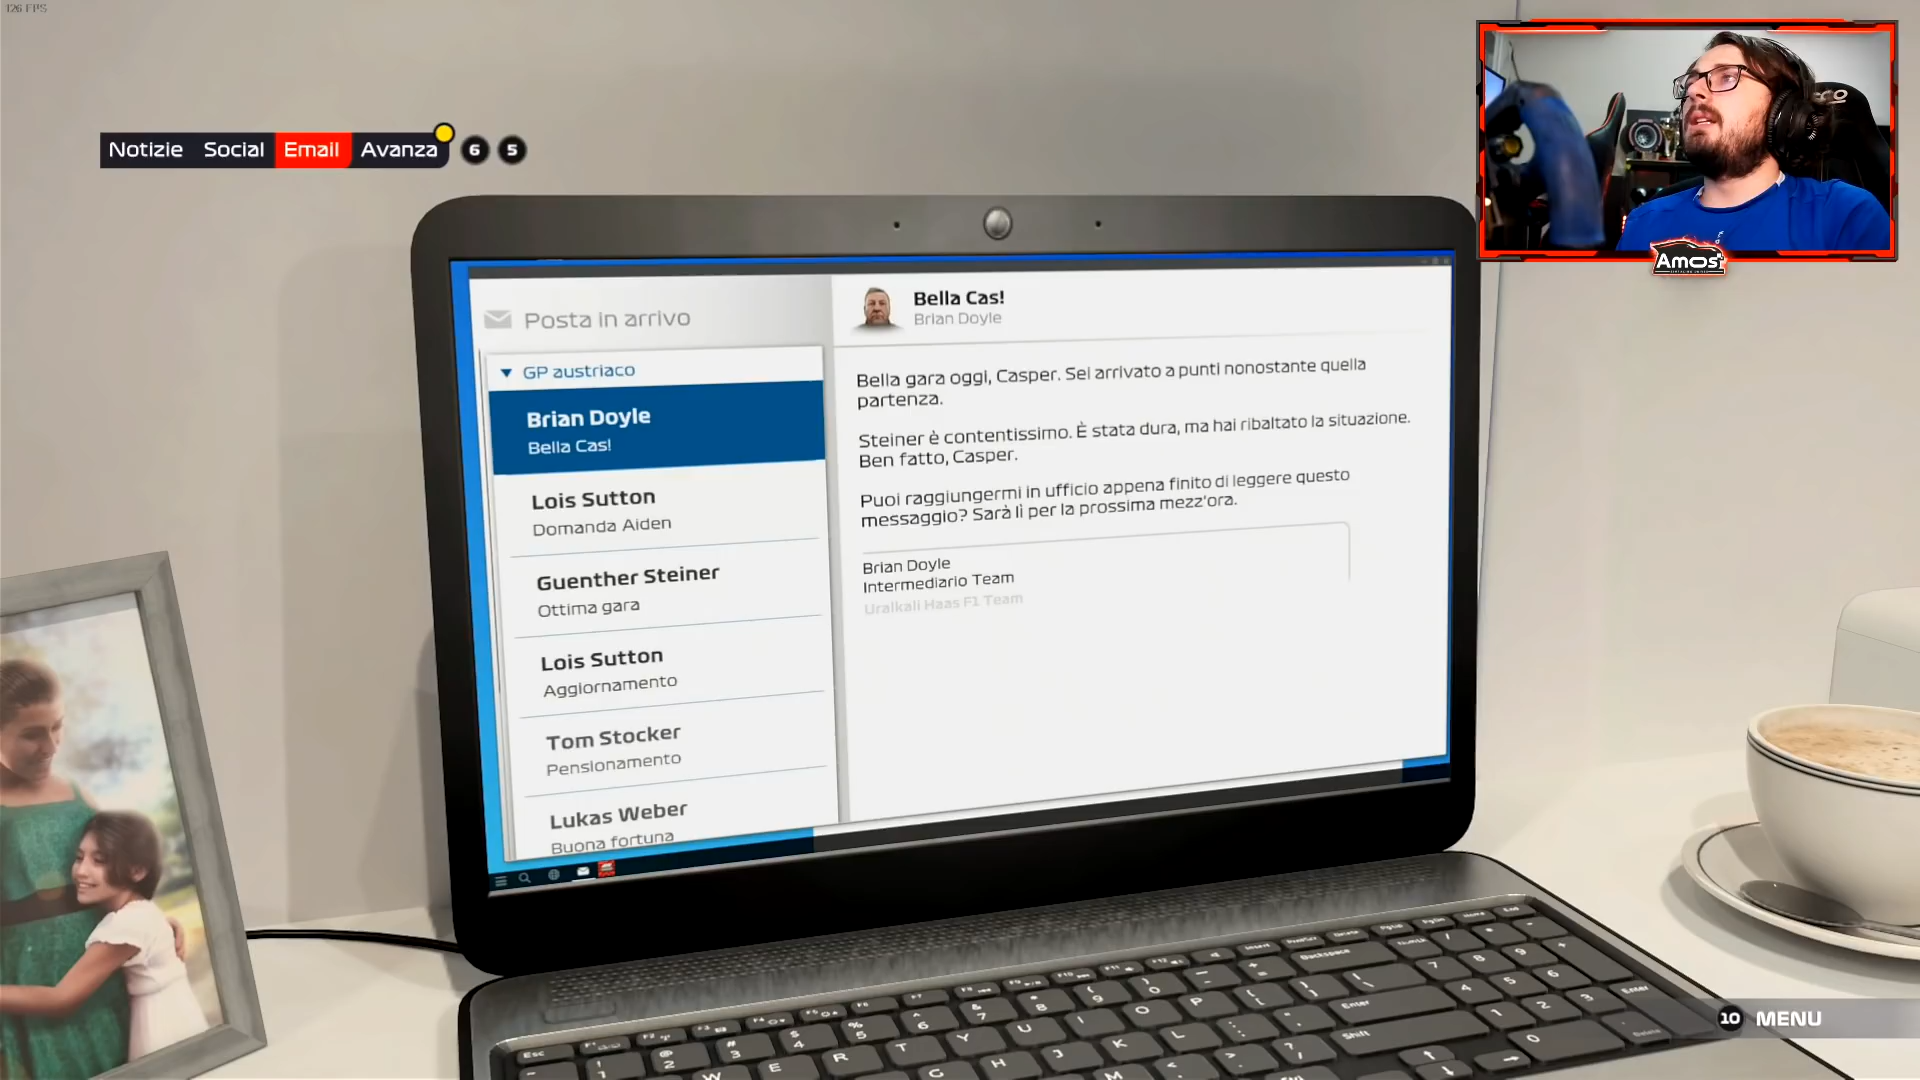 126 FPS
Notizie Social Email Avanza 6 5
Amos
Posta in arrivo
GP austriaco
Brian Doyle
Bella Cas!
Lois Sutton
Domanda Aiden
Guenther Steiner
Ottima gara
Lois Sutton
Aggiornamento
Tom Stocker
Pensionamento
Lukas Weber
Buona fortuna
Bella Cas!
Brian Doyle
Bella gara oggi, Casper. Sei arrivato a punti nonostante quella
partenza.
Steiner è contentissimo. È stata dura, ma hai ribaltato la situazione.
Ben fatto, Casper.
Puoi raggiungermi in ufficio appena finito di leggere questo
messaggio? Sarà lì per la prossima mezz'ora.
Brian Doyle
Intermediario Team
Uralkali Haas F1 Team
10 MENU